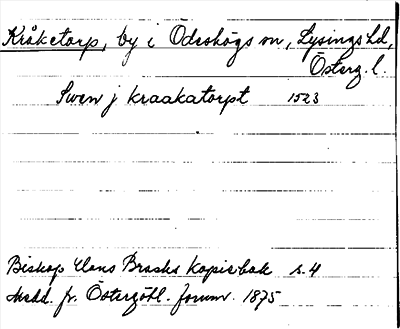 Kråketorp, by i Ödeshögs sn, Lysings hd,
Österg. l.
Swen j kraakatorpt 1523
Biskop Hans Brasks kopiebok s. 4
Medd. fr. Östergötl. fornm. 1875